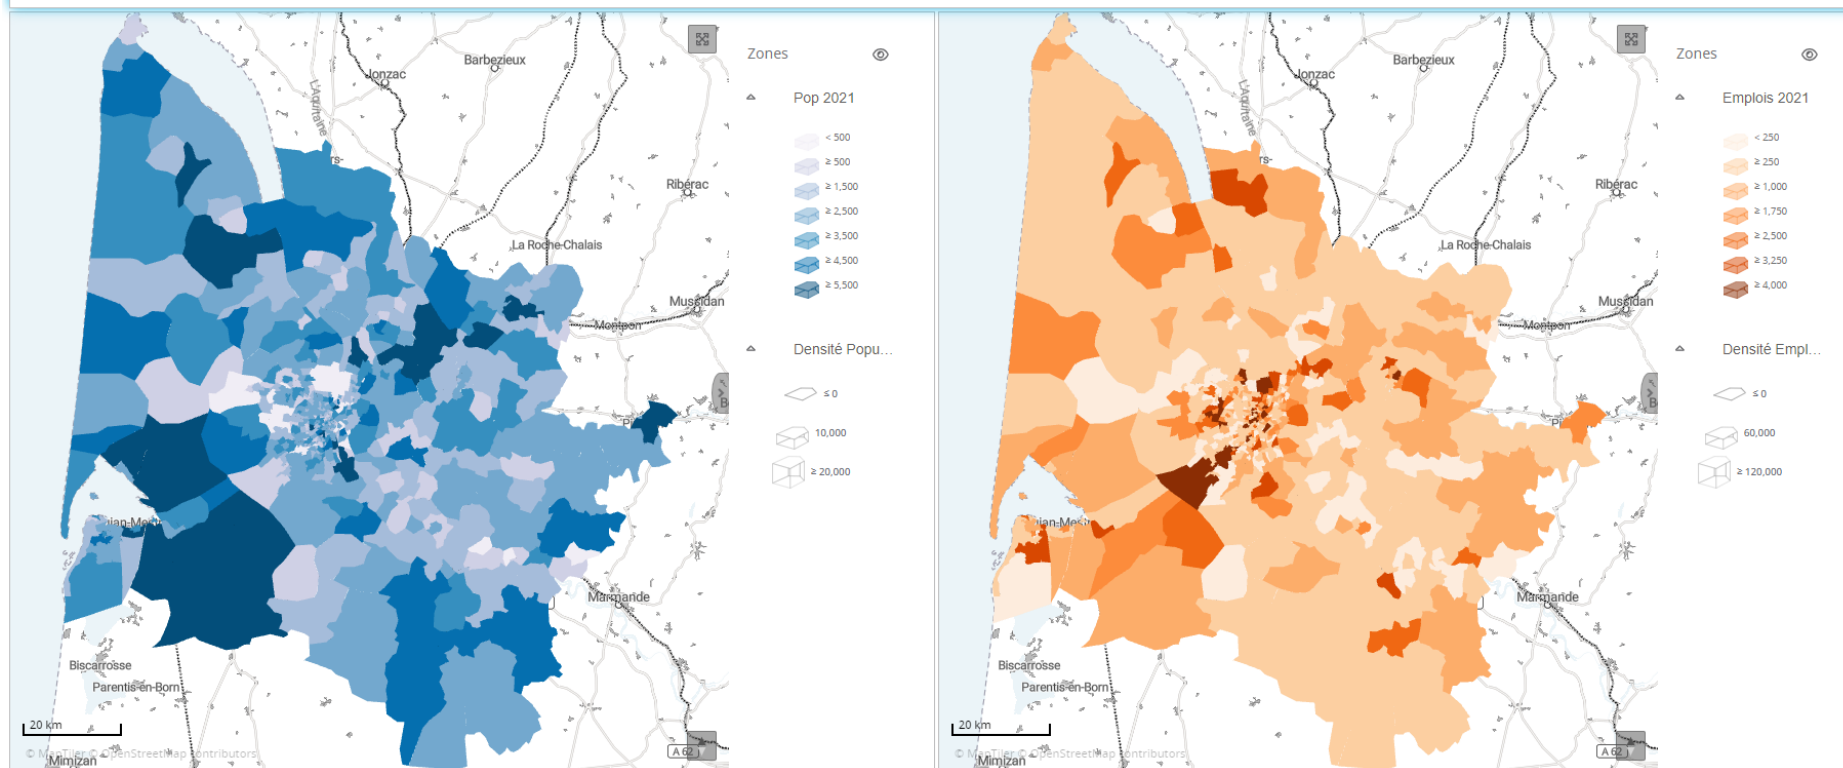 Jonzac
Barbezieux
L'Aquitaine
rs-
Ribérac
La Roche-Chalais
Mussidan
Montpon
Marmande
Biscarrosse
Parentis-en-Born
20 km
© MapTiler © OpenStreetMap contributors
Mimizan
A 62
Zones
Pop 2021
< 500
≥ 500
≥ 1,500
≥ 2,500
≥ 3,500
≥ 4,500
≥ 5,500
Densité Popu...
≤ 0
10,000
≥ 20,000
Jonzac
Barbezieux
L'Aquitaine
rs-
Ribérac
La Roche-Chalais
Mussidan
Montpon
Marmande
Biscarrosse
Parentis-en-Born
20 km
© MapTiler © OpenStreetMap contributors
Mimizan
A 62
Zones
Emplois 2021
< 250
≥ 250
≥ 1,000
≥ 1,750
≥ 2,500
≥ 3,250
≥ 4,000
Densité Empl...
≤ 0
60,000
≥ 120,000